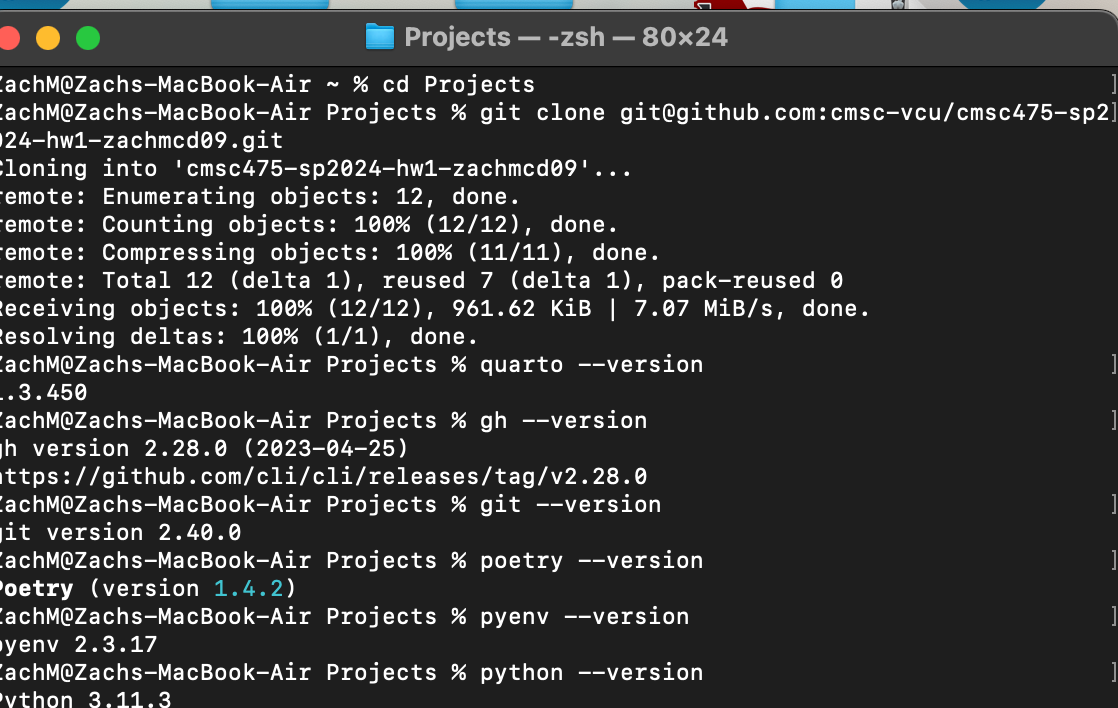 Projects — -zsh — 80×24
ZachM@Zachs-MacBook-Air ~ % cd Projects
ZachM@Zachs-MacBook-Air Projects % git clone git@github.com:cmsc-vcu/cmsc475-sp2
024-hw1-zachmcd09.git
Cloning into 'cmsc475-sp2024-hw1-zachmcd09'...
remote: Enumerating objects: 12, done.
remote: Counting objects: 100% (12/12), done.
remote: Compressing objects: 100% (11/11), done.
remote: Total 12 (delta 1), reused 7 (delta 1), pack-reused 0
Receiving objects: 100% (12/12), 961.62 KiB | 7.07 MiB/s, done.
Resolving deltas: 100% (1/1), done.
ZachM@Zachs-MacBook-Air Projects % quarto --version
1.3.450
ZachM@Zachs-MacBook-Air Projects % gh --version
gh version 2.28.0 (2023-04-25)
https://github.com/cli/cli/releases/tag/v2.28.0
ZachM@Zachs-MacBook-Air Projects % git --version
git version 2.40.0
ZachM@Zachs-MacBook-Air Projects % poetry --version
Poetry (version 1.4.2)
ZachM@Zachs-MacBook-Air Projects % pyenv --version
pyenv 2.3.17
ZachM@Zachs-MacBook-Air Projects % python --version
Python 3.11.3